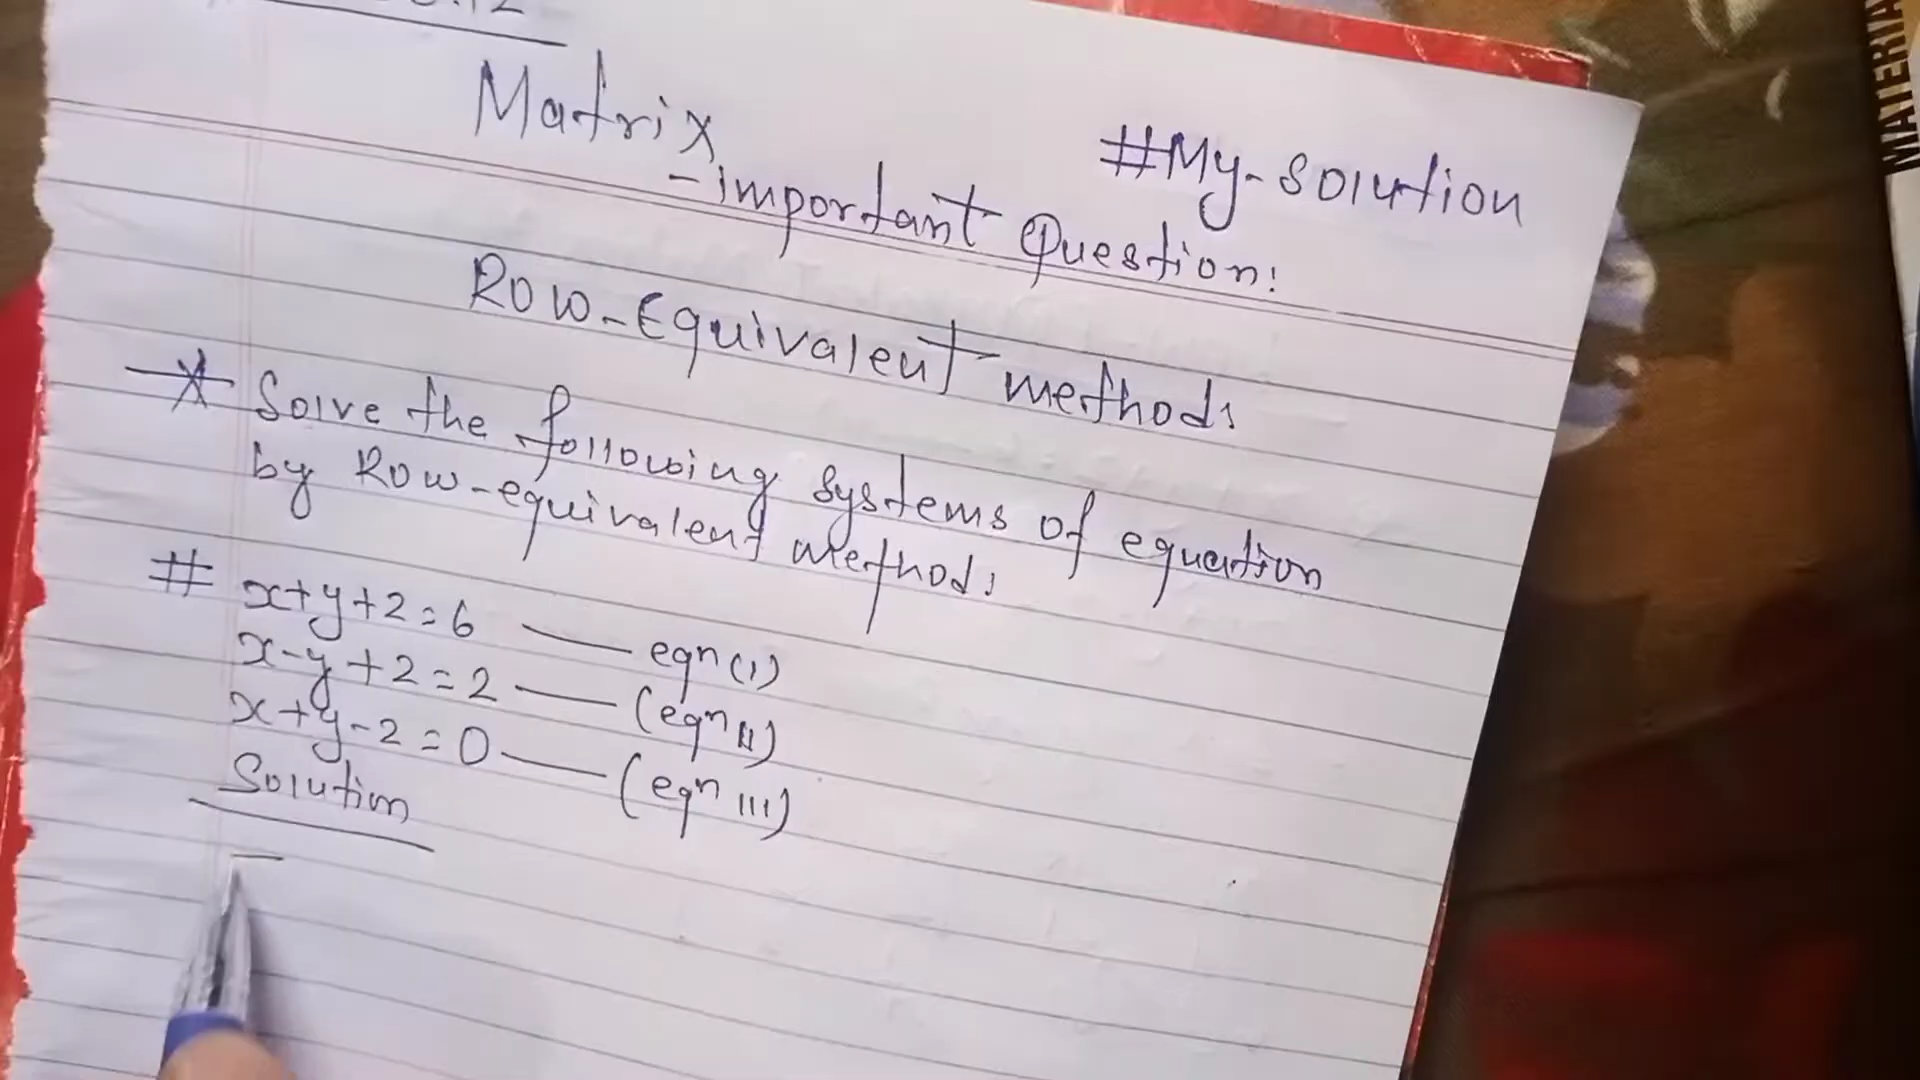 Matrix
#My-Solution
-important Question:
Row-Equivalent method:
* Solve the following systems of equation
by Row-equivalent method:
# x+y+z=6 — eqn (i)
x-y+z=2 — (eqn II)
x+y-z=0 — (eqn III)
Solution